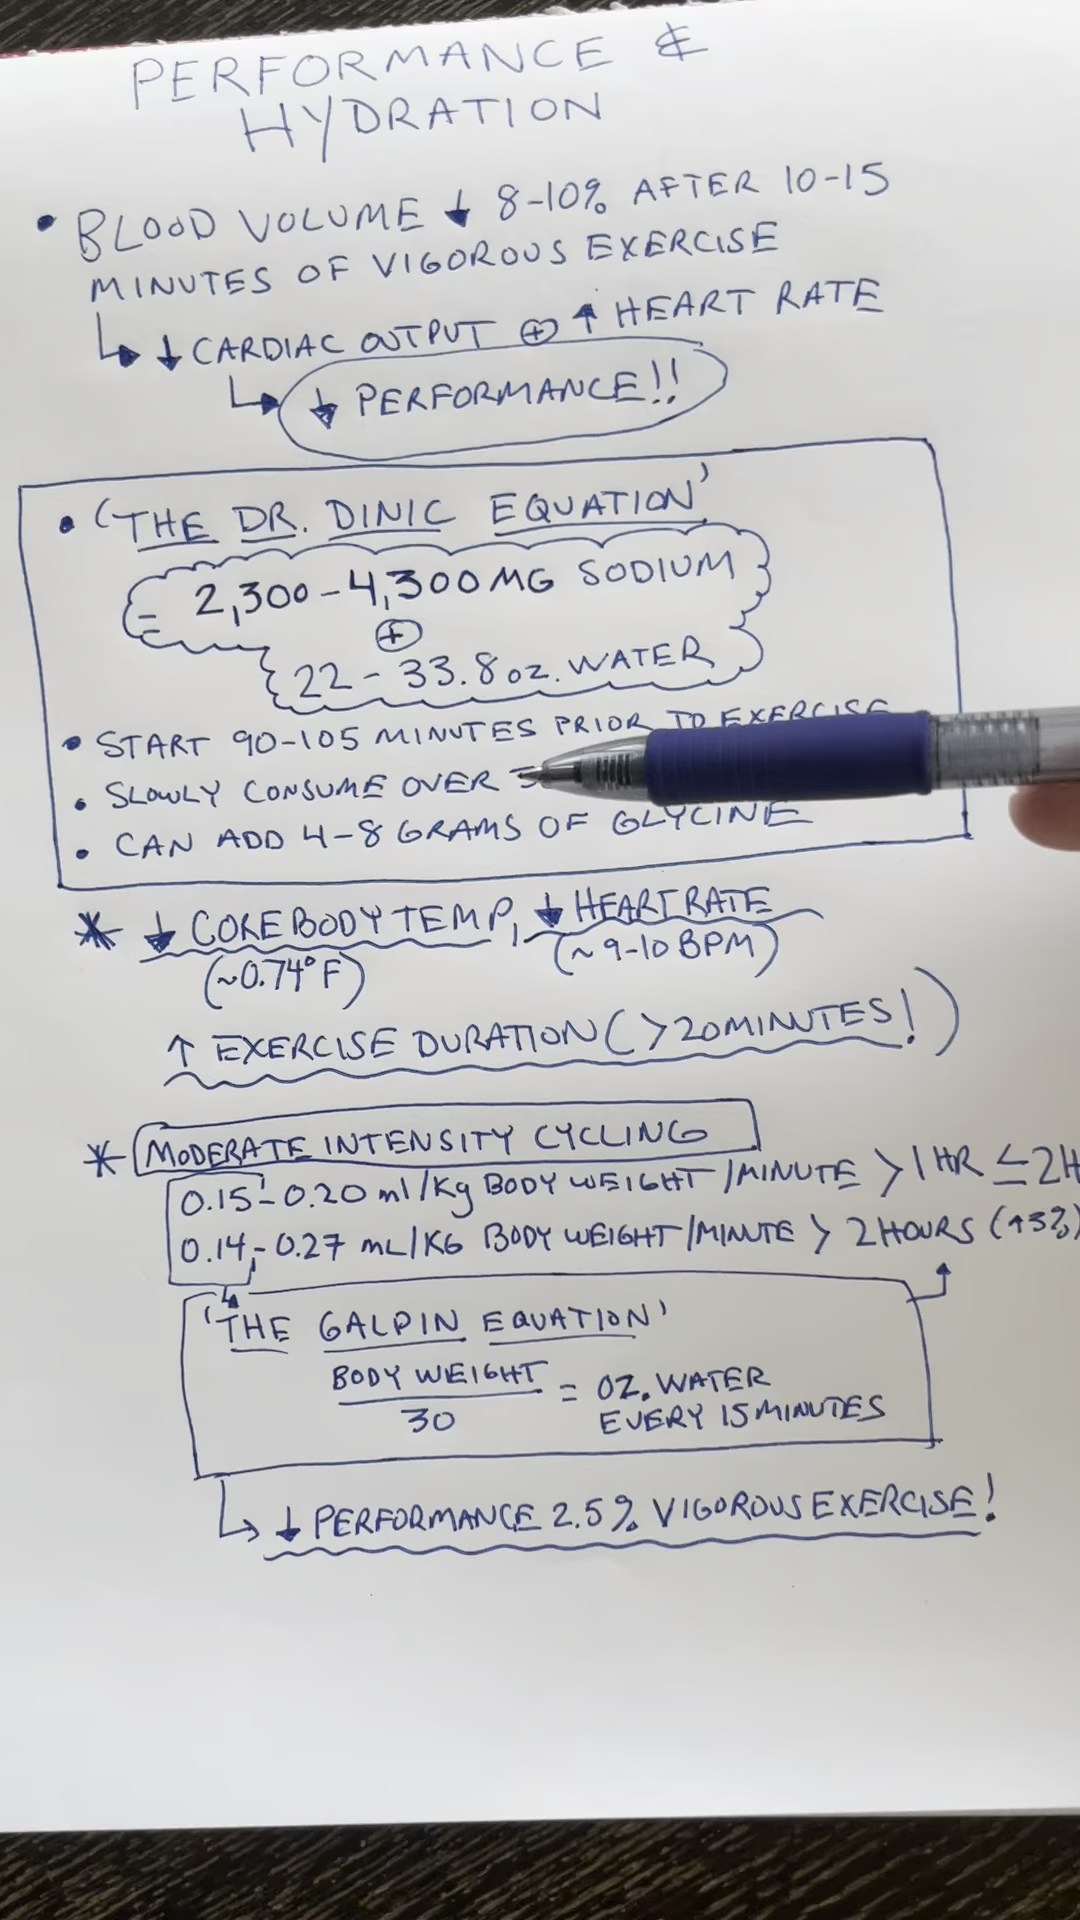 PERFORMANCE &
HYDRATION
• BLOOD VOLUME ↓ 8-10% AFTER 10-15
MINUTES OF VIGOROUS EXERCISE
↳ ↓ CARDIAC OUTPUT ⊕ ↑ HEART RATE
↳ ↓ PERFORMANCE!!
• 'THE DR. DINIC EQUATION'
= 2,300-4,300MG SODIUM
⊕
22-33.8 oz. WATER
• START 90-105 MINUTES PRIOR TO EXERCISE
• SLOWLY CONSUME OVER
• CAN ADD 4-8 GRAMS OF GLYCINE
* ↓ CORE BODY TEMP, ↓ HEART RATE
(~0.74°F) (~9-10 BPM)
↑ EXERCISE DURATION (>20MINUTES!)
* MODERATE INTENSITY CYCLING
0.15-0.20 ml/Kg BODY WEIGHT/MINUTE > 1 HR ≤ 2H
0.14-0.27 mL/KG BODY WEIGHT/MINUTE > 2 HOURS (↑3%)
'THE GALPIN EQUATION'
BODY WEIGHT
30
= OZ. WATER
EVERY 15 MINUTES
↳ ↓ PERFORMANCE 2.5% VIGOROUS EXERCISE!